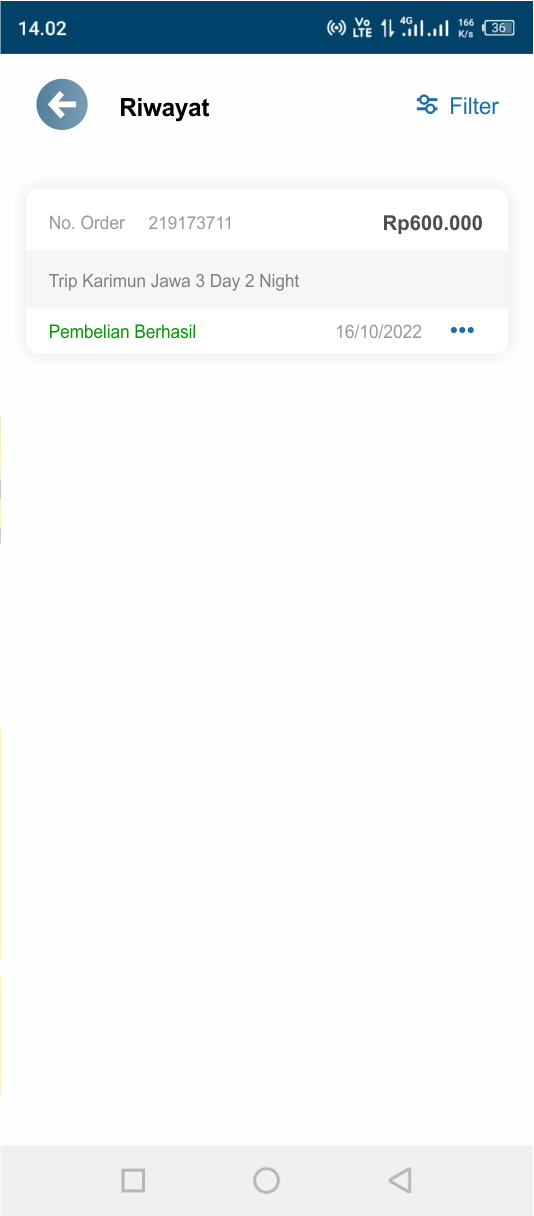 14.02 Vo LTE 4G 166 K/s 36
Riwayat Filter
No. Order 219173711 Rp600.000
Trip Karimun Jawa 3 Day 2 Night
Pembelian Berhasil 16/10/2022